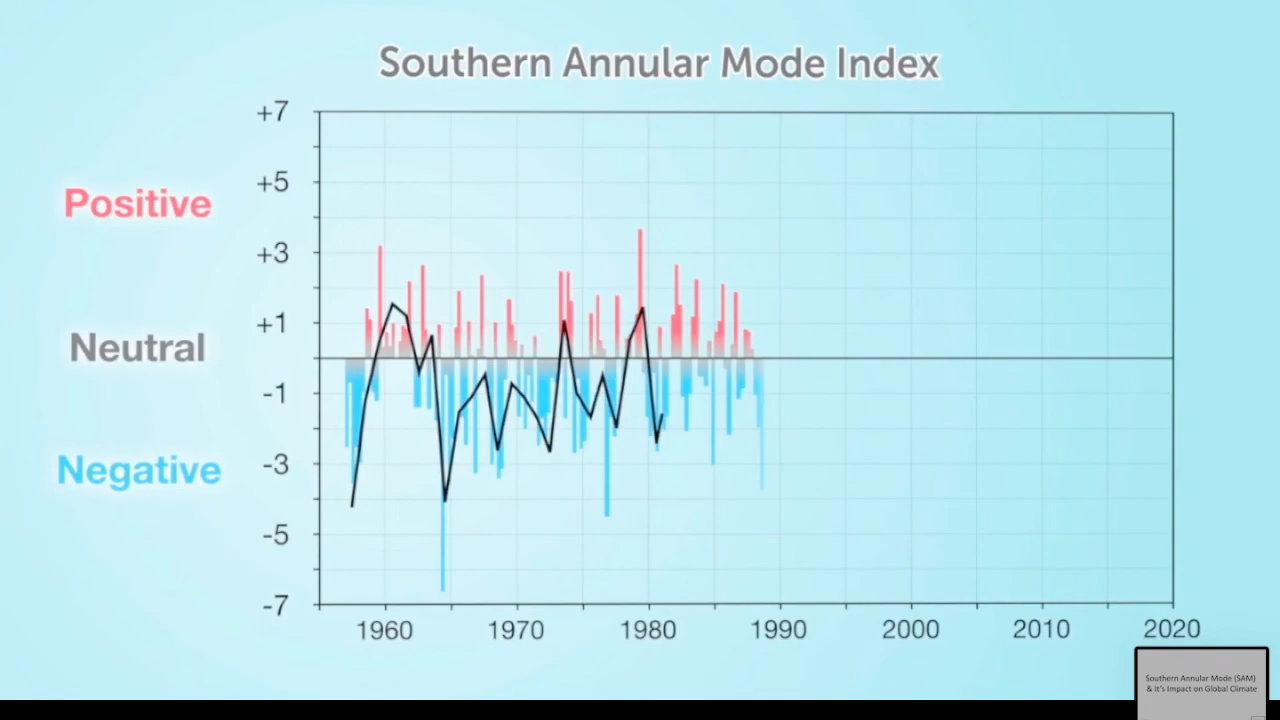 Southern Annular Mode Index
+7
+5
Positive
+3
+1
Neutral
-1
-3
Negative
-5
-7
1960 1970 1980 1990 2000 2010 2020
Southern Annular Mode (SAM)
& It's Impact on Global Climate